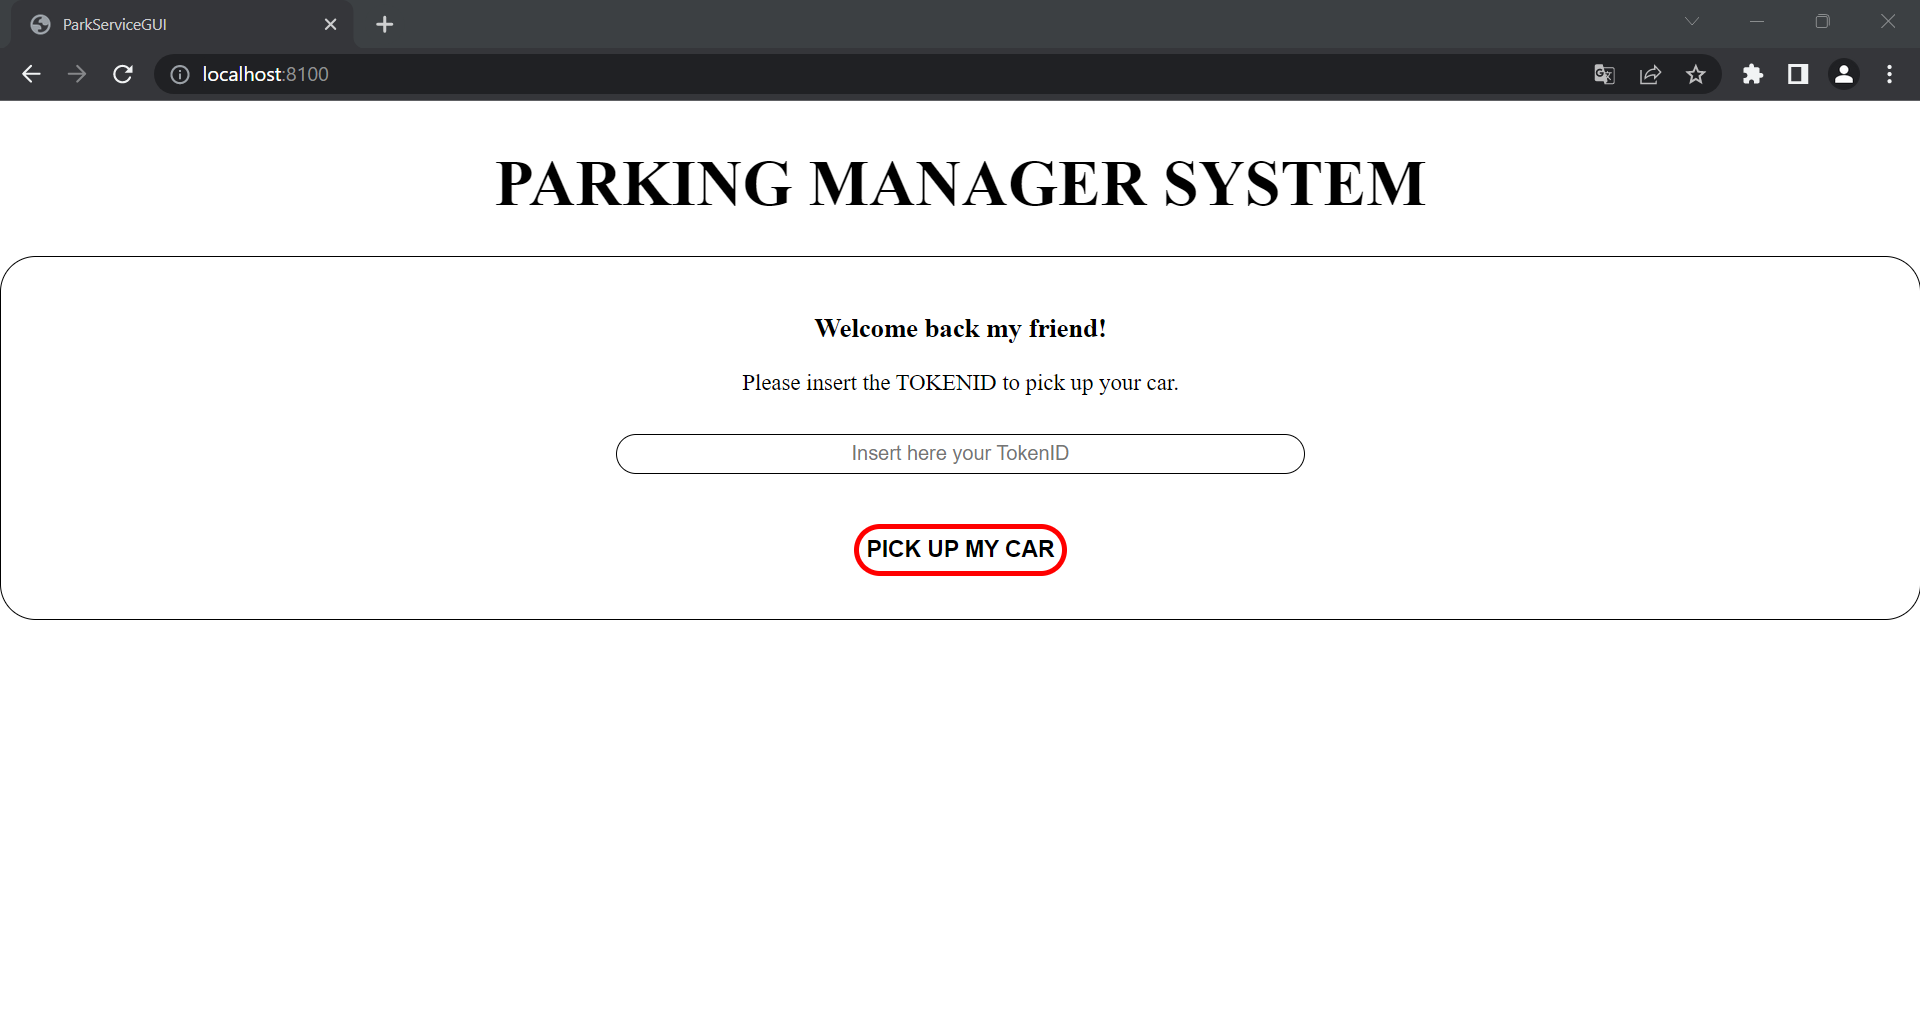 ParkServiceGUI
localhost:8100
PARKING MANAGER SYSTEM
Welcome back my friend!
Please insert the TOKENID to pick up your car.
Insert here your TokenID
PICK UP MY CAR